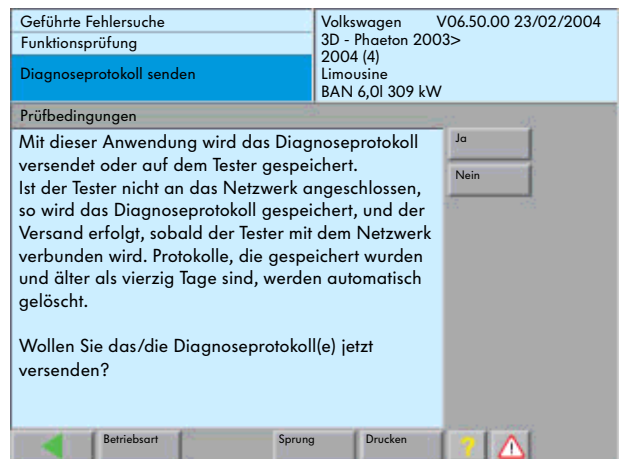 Geführte Fehlersuche
Funktionsprüfung
Diagnoseprotokoll senden
Volkswagen V06.50.00 23/02/2004
3D - Phaeton 2003>
2004 (4)
Limousine
BAN 6,0l 309 kW
Prüfbedingungen
Mit dieser Anwendung wird das Diagnoseprotokoll
versendet oder auf dem Tester gespeichert.
Ist der Tester nicht an das Netzwerk angeschlossen,
so wird das Diagnoseprotokoll gespeichert, und der
Versand erfolgt, sobald der Tester mit dem Netzwerk
verbunden wird. Protokolle, die gespeichert wurden
und älter als vierzig Tage sind, werden automatisch
gelöscht.
Wollen Sie das/die Diagnoseprotokoll(e) jetzt
versenden?
Ja
Nein
Betriebsart
Sprung
Drucken
?
!